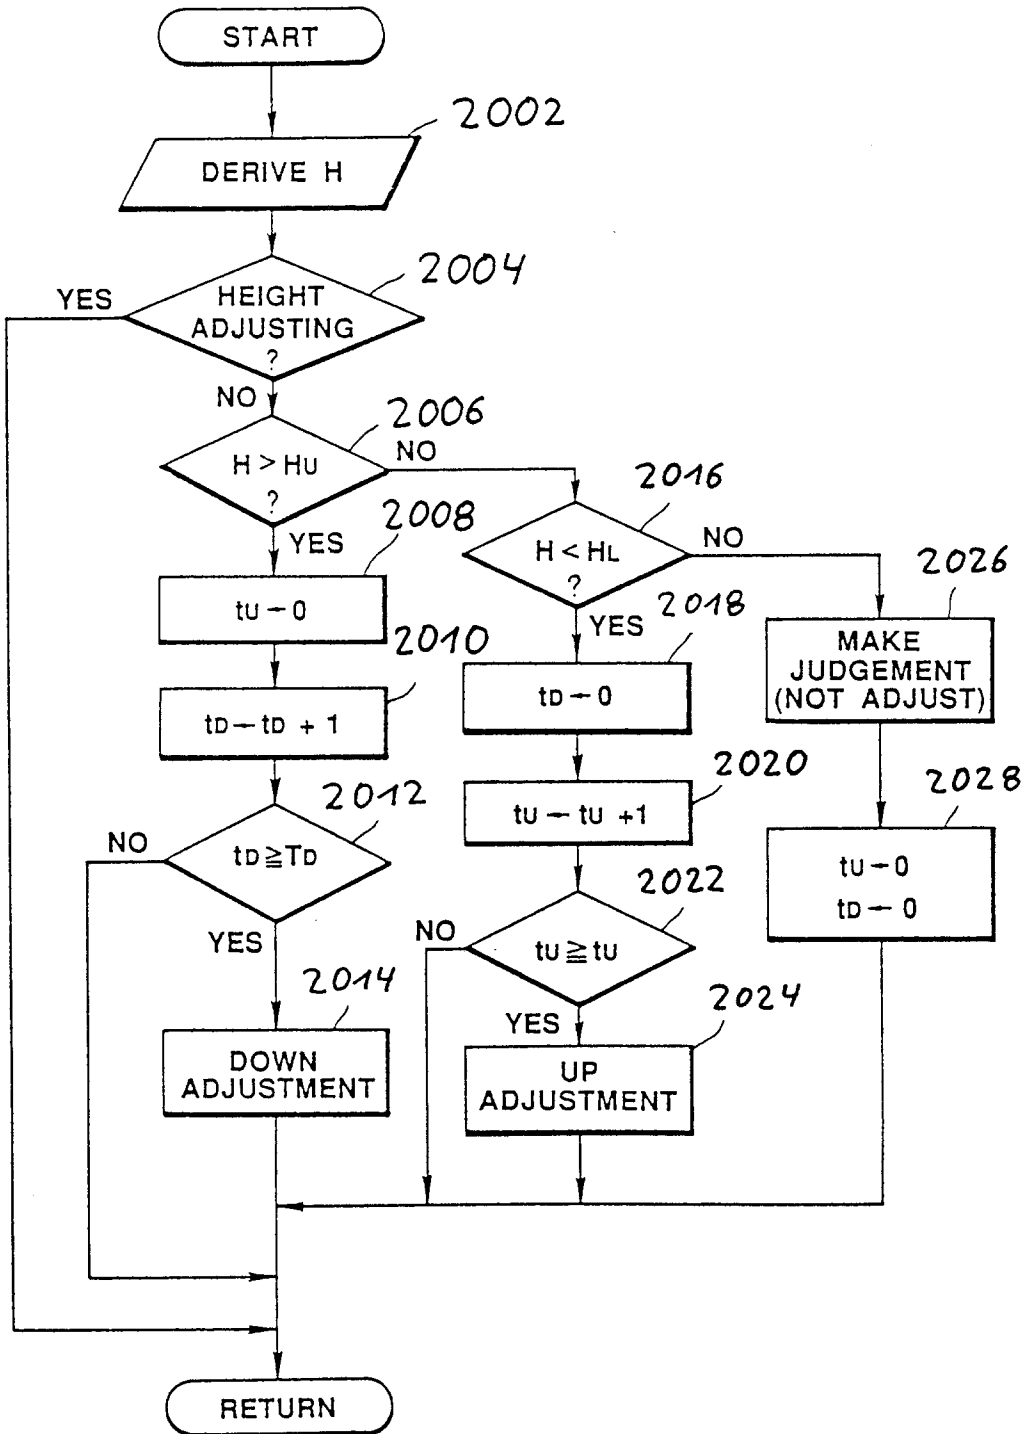 START
2002
DERIVE H
2004
YES
HEIGHT
ADJUSTING
?
NO
2006
H > HU
?
NO
YES
2008
tU ← 0
2010
tD ← tD + 1
2012
NO
tD ≧ TD
YES
2014
DOWN
ADJUSTMENT
2016
H < HL
?
NO
YES
2018
tD ← 0
2020
tU ← tU +1
2022
NO
tU ≧ tU
YES
2024
UP
ADJUSTMENT
2026
MAKE
JUDGEMENT
(NOT ADJUST)
2028
tU ← 0
tD ← 0
RETURN